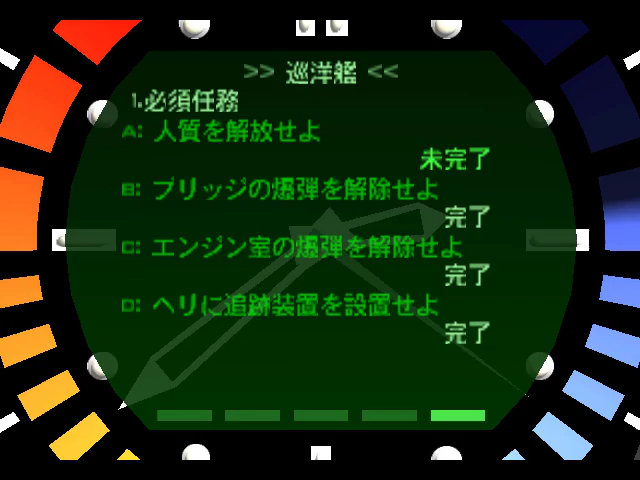 >> 巡洋艦 <<
1.必須任務
A: 人質を解放せよ
未完了
B: ブリッジの爆弾を解除せよ
完了
C: エンジン室の爆弾を解除せよ
完了
D: ヘリに追跡装置を設置せよ
完了